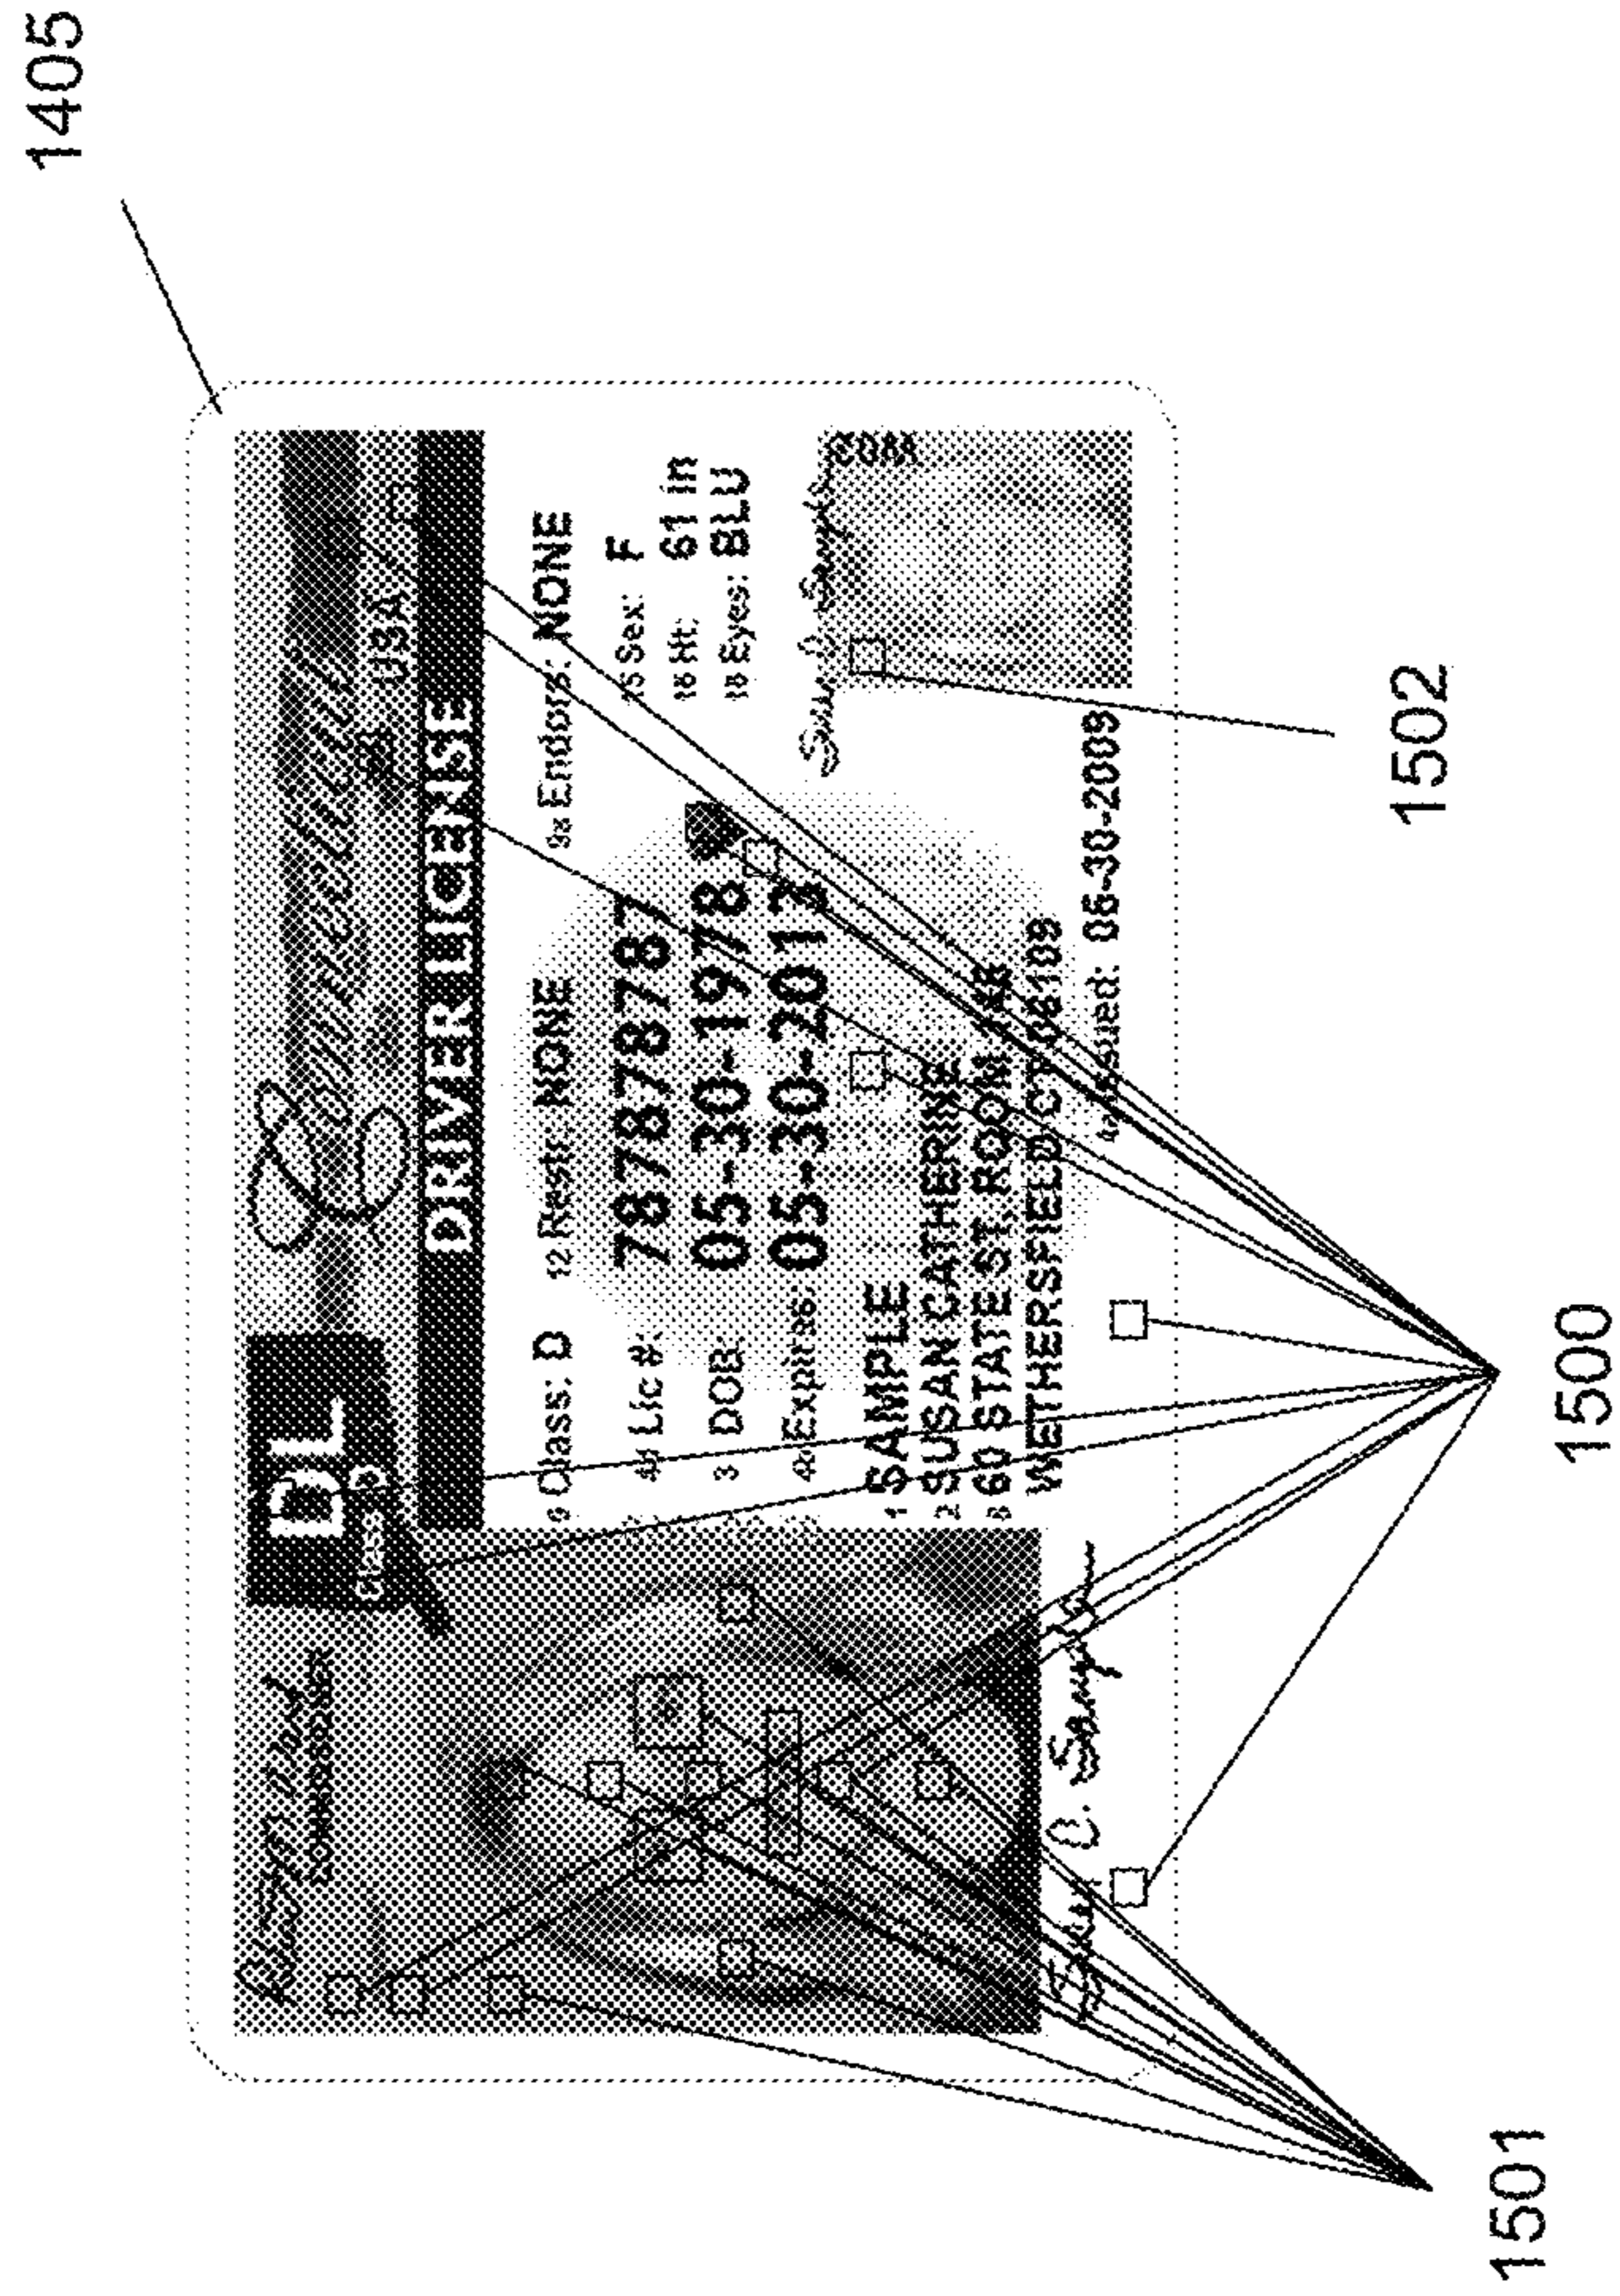 1405
Connecticut
USA
DL
Class D
DRIVER LICENSE
9 Class: D 12 Restr: NONE 9a Endors: NONE
4d Lic #: 787878787
15 Sex: F
3 DOB: 05-30-1978
16 Ht: 61 in
4b Expires: 05-30-2013
18 Eyes: BLU
1 SAMPLE
2 SUSAN CATHERINE
8 60 STATE ST, ROOM
WETHERSFIELD CT 06109
4a Issued: 06-30-2009
1502
1500
1501